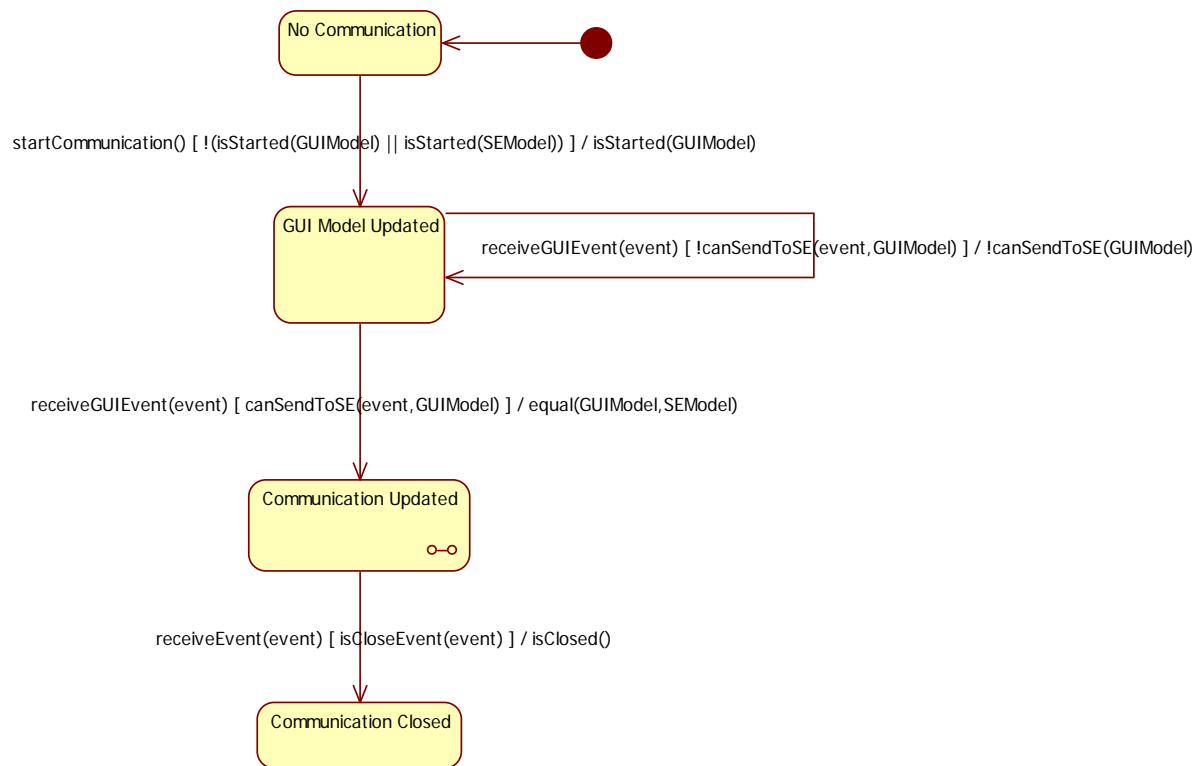 No Communication
startCommunication() [ !(isStarted(GUIModel) || isStarted(SEModel)) ] / isStarted(GUIModel)
GUI Model Updated
receiveGUIEvent(event) [ !canSendToSE(event,GUIModel) ] / !canSendToSE(GUIModel)
receiveGUIEvent(event) [ canSendToSE(event,GUIModel) ] / equal(GUIModel,SEModel)
Communication Updated
receiveEvent(event) [ isCloseEvent(event) ] / isClosed()
Communication Closed